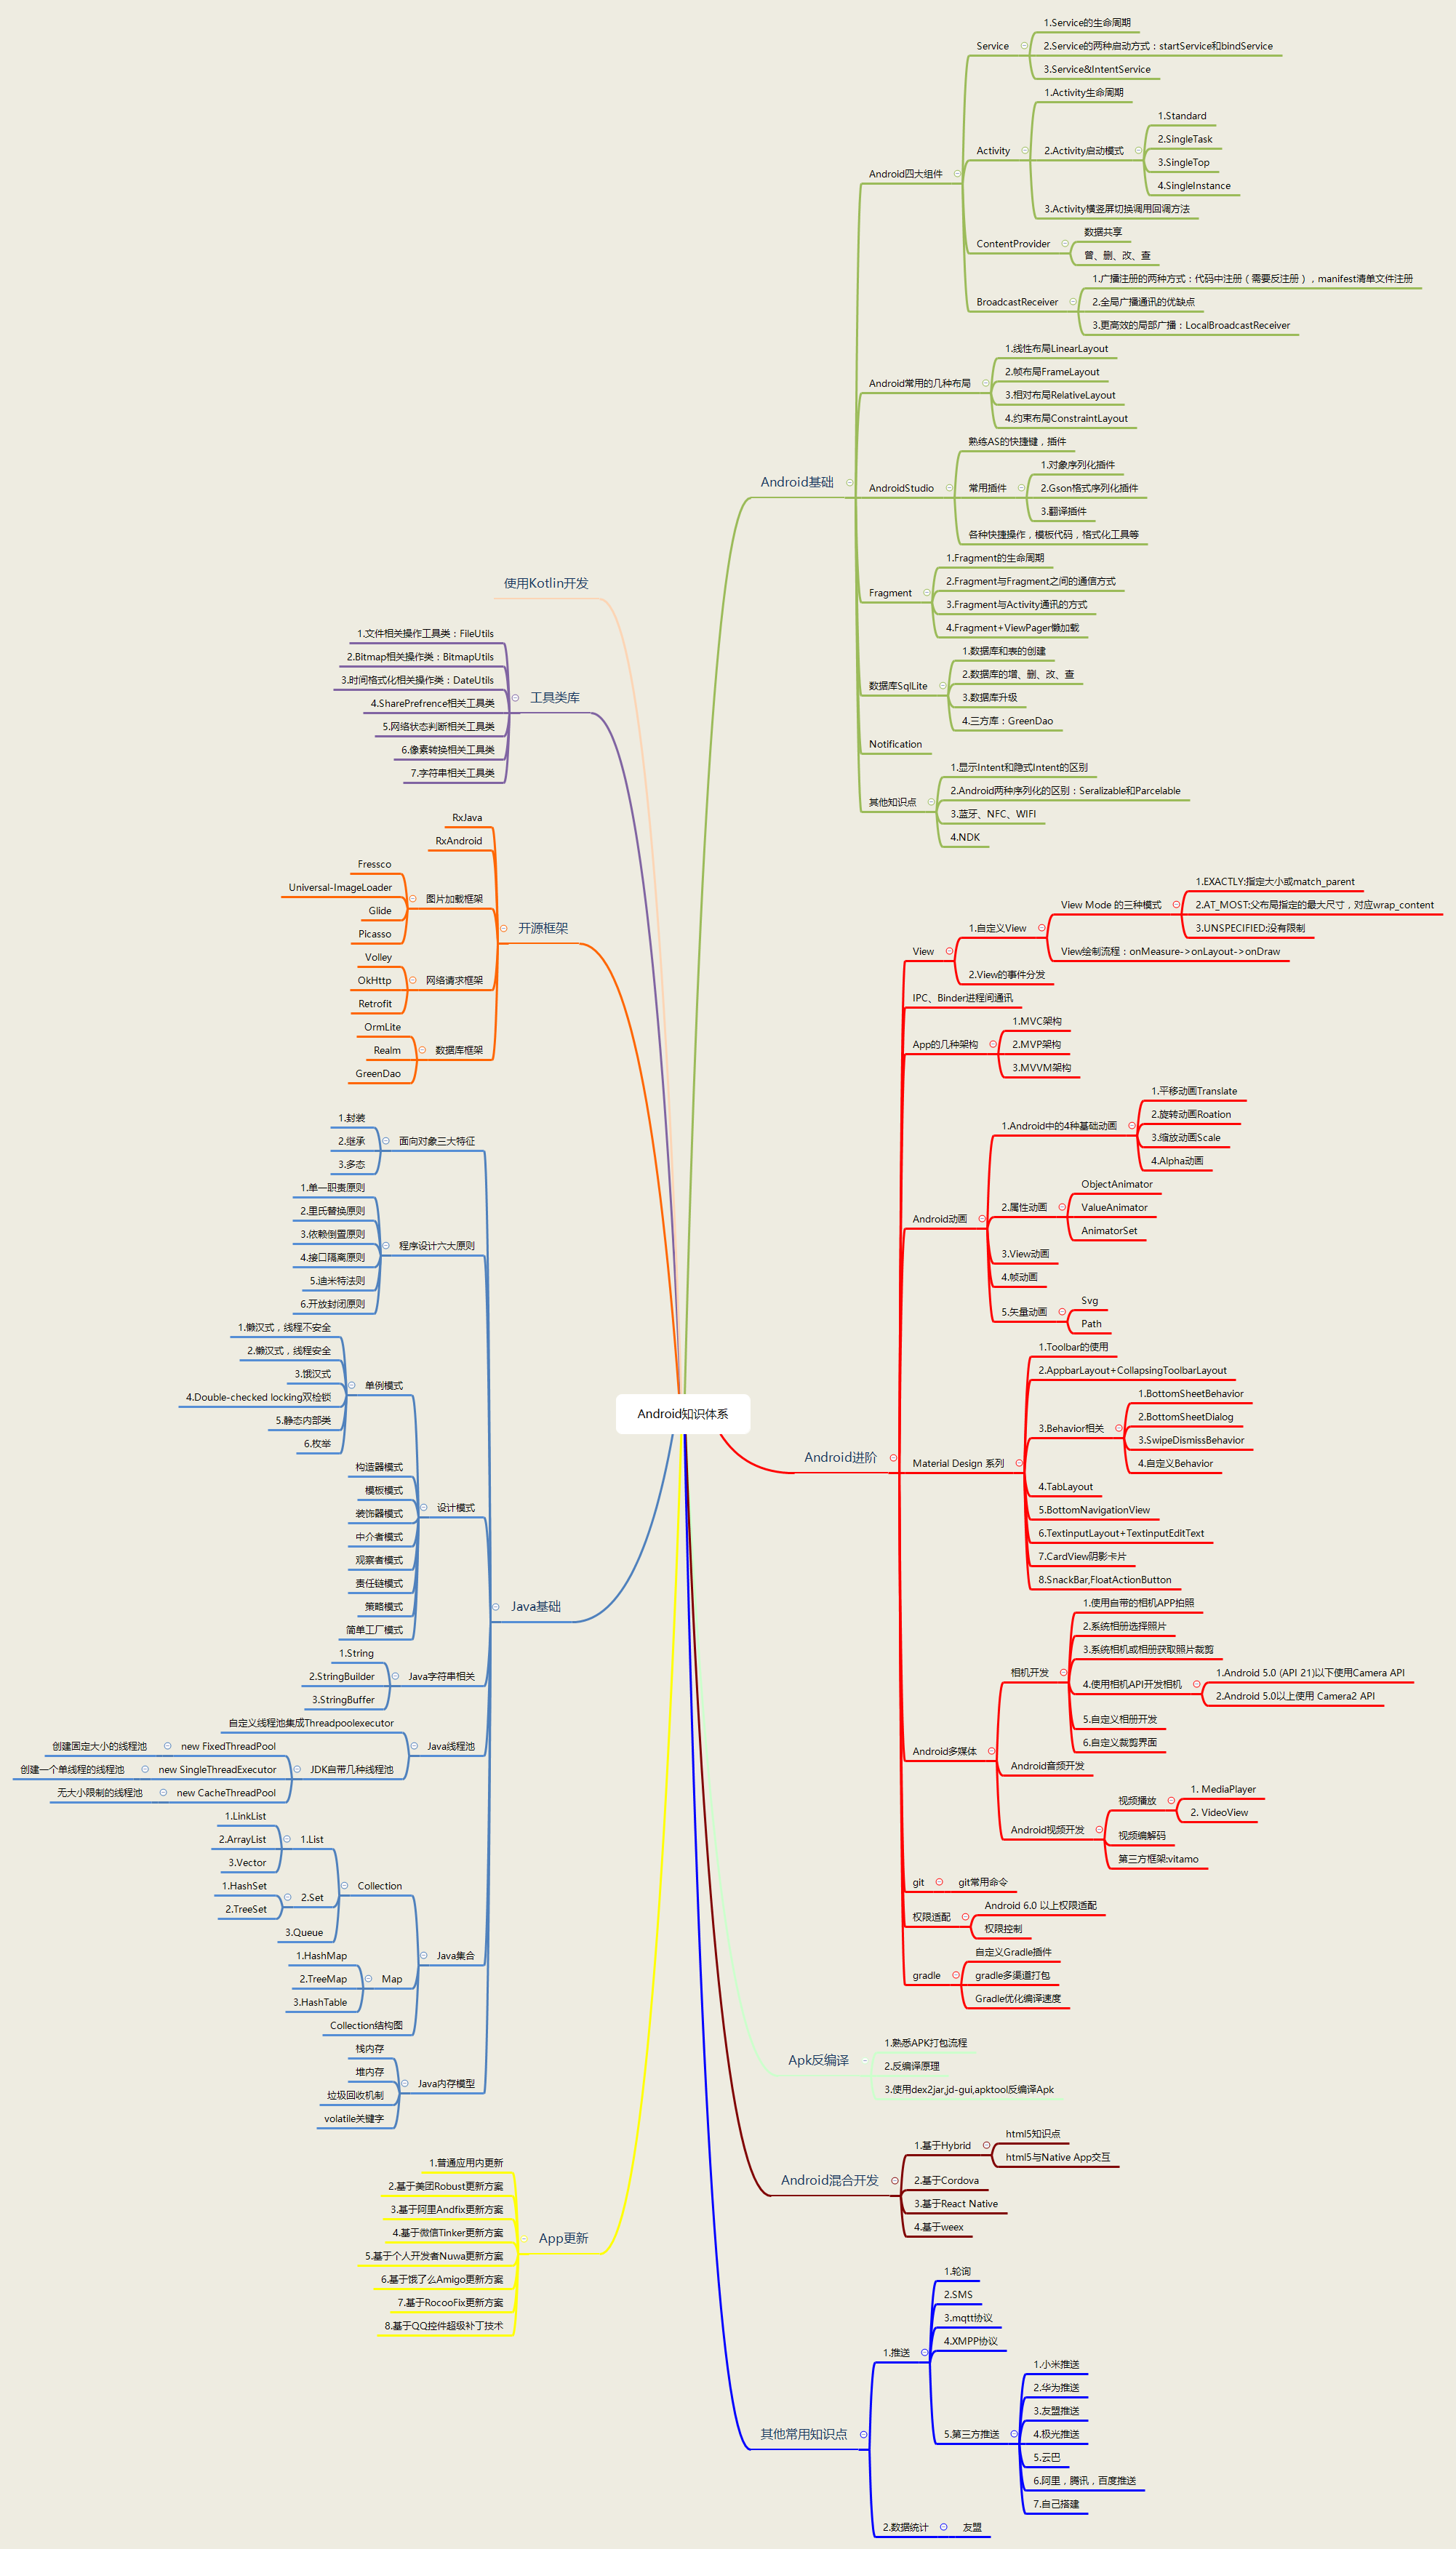 Android知识体系
Android基础
Android四大组件
Service
1.Service的生命周期
2.Service的两种启动方式：startService和bindService
3.Service&IntentService
Activity
1.Activity生命周期
2.Activity启动模式
1.Standard
2.SingleTask
3.SingleTop
4.SingleInstance
3.Activity横竖屏切换调用回调方法
ContentProvider
数据共享
曾、删、改、查
BroadcastReceiver
1.广播注册的两种方式：代码中注册（需要反注册），manifest清单文件注册
2.全局广播通讯的优缺点
3.更高效的局部广播：LocalBroadcastReceiver
Android常用的几种布局
1.线性布局LinearLayout
2.帧布局FrameLayout
3.相对布局RelativeLayout
4.约束布局ConstraintLayout
AndroidStudio
熟练AS的快捷键，插件
常用插件
1.对象序列化插件
2.Gson格式序列化插件
3.翻译插件
各种快捷操作，模板代码，格式化工具等
Fragment
1.Fragment的生命周期
2.Fragment与Fragment之间的通信方式
3.Fragment与Activity通讯的方式
4.Fragment+ViewPager懒加载
数据库SqlLite
1.数据库和表的创建
2.数据库的增、删、改、查
3.数据库升级
4.三方库：GreenDao
Notification
其他知识点
1.显示Intent和隐式Intent的区别
2.Android两种序列化的区别：Seralizable和Parcelable
3.蓝牙、NFC、WIFI
4.NDK
Android进阶
View
1.自定义View
View Mode 的三种模式
1.EXACTLY:指定大小或match_parent
2.AT_MOST:父布局指定的最大尺寸，对应wrap_content
3.UNSPECIFIED:没有限制
View绘制流程：onMeasure->onLayout->onDraw
2.View的事件分发
IPC、Binder进程间通讯
App的几种架构
1.MVC架构
2.MVP架构
3.MVVM架构
Android动画
1.Android中的4种基础动画
1.平移动画Translate
2.旋转动画Roation
3.缩放动画Scale
4.Alpha动画
2.属性动画
ObjectAnimator
ValueAnimator
AnimatorSet
3.View动画
4.帧动画
5.矢量动画
Svg
Path
Material Design 系列
1.Toolbar的使用
2.AppbarLayout+CollapsingToolbarLayout
3.Behavior相关
1.BottomSheetBehavior
2.BottomSheetDialog
3.SwipeDismissBehavior
4.自定义Behavior
4.TabLayout
5.BottomNavigationView
6.TextinputLayout+TextinputEditText
7.CardView阴影卡片
8.SnackBar,FloatActionButton
Android多媒体
相机开发
1.使用自带的相机APP拍照
2.系统相册选择照片
3.系统相机或相册获取照片裁剪
4.使用相机API开发相机
1.Android 5.0 (API 21)以下使用Camera API
2.Android 5.0以上使用 Camera2 API
5.自定义相册开发
6.自定义裁剪界面
Android音频开发
Android视频开发
视频播放
1. MediaPlayer
2. VideoView
视频编解码
第三方框架:vitamo
git
git常用命令
权限适配
Android 6.0 以上权限适配
权限控制
gradle
自定义Gradle插件
gradle多渠道打包
Gradle优化编译速度
Apk反编译
1.熟悉APK打包流程
2.反编译原理
3.使用dex2jar,jd-gui,apktool反编译Apk
Android混合开发
1.基于Hybrid
html5知识点
html5与Native App交互
2.基于Cordova
3.基于React Native
4.基于weex
其他常用知识点
1.推送
1.轮询
2.SMS
3.mqtt协议
4.XMPP协议
5.第三方推送
1.小米推送
2.华为推送
3.友盟推送
4.极光推送
5.云巴
6.阿里，腾讯，百度推送
7.自己搭建
2.数据统计
友盟
使用Kotlin开发
工具类库
1.文件相关操作工具类：FileUtils
2.Bitmap相关操作类：BitmapUtils
3.时间格式化相关操作类：DateUtils
4.SharePrefrence相关工具类
5.网络状态判断相关工具类
6.像素转换相关工具类
7.字符串相关工具类
开源框架
RxJava
RxAndroid
图片加载框架
Fressco
Universal-ImageLoader
Glide
Picasso
网络请求框架
Volley
OkHttp
Retrofit
数据库框架
OrmLite
Realm
GreenDao
Java基础
面向对象三大特征
1.封装
2.继承
3.多态
程序设计六大原则
1.单一职责原则
2.里氏替换原则
3.依赖倒置原则
4.接口隔离原则
5.迪米特法则
6.开放封闭原则
设计模式
单例模式
1.懒汉式，线程不安全
2.懒汉式，线程安全
3.饿汉式
4.Double-checked locking双检锁
5.静态内部类
6.枚举
构造器模式
模板模式
装饰器模式
中介者模式
观察者模式
责任链模式
策略模式
简单工厂模式
Java字符串相关
1.String
2.StringBuilder
3.StringBuffer
Java线程池
自定义线程池集成Threadpoolexecutor
JDK自带几种线程池
new FixedThreadPool
创建固定大小的线程池
new SingleThreadExecutor
创建一个单线程的线程池
new CacheThreadPool
无大小限制的线程池
Java集合
Collection
1.List
1.LinkList
2.ArrayList
3.Vector
2.Set
1.HashSet
2.TreeSet
3.Queue
Map
1.HashMap
2.TreeMap
3.HashTable
Collection结构图
Java内存模型
栈内存
堆内存
垃圾回收机制
volatile关键字
App更新
1.普通应用内更新
2.基于美团Robust更新方案
3.基于阿里Andfix更新方案
4.基于微信Tinker更新方案
5.基于个人开发者Nuwa更新方案
6.基于饿了么Amigo更新方案
7.基于RocooFix更新方案
8.基于QQ控件超级补丁技术